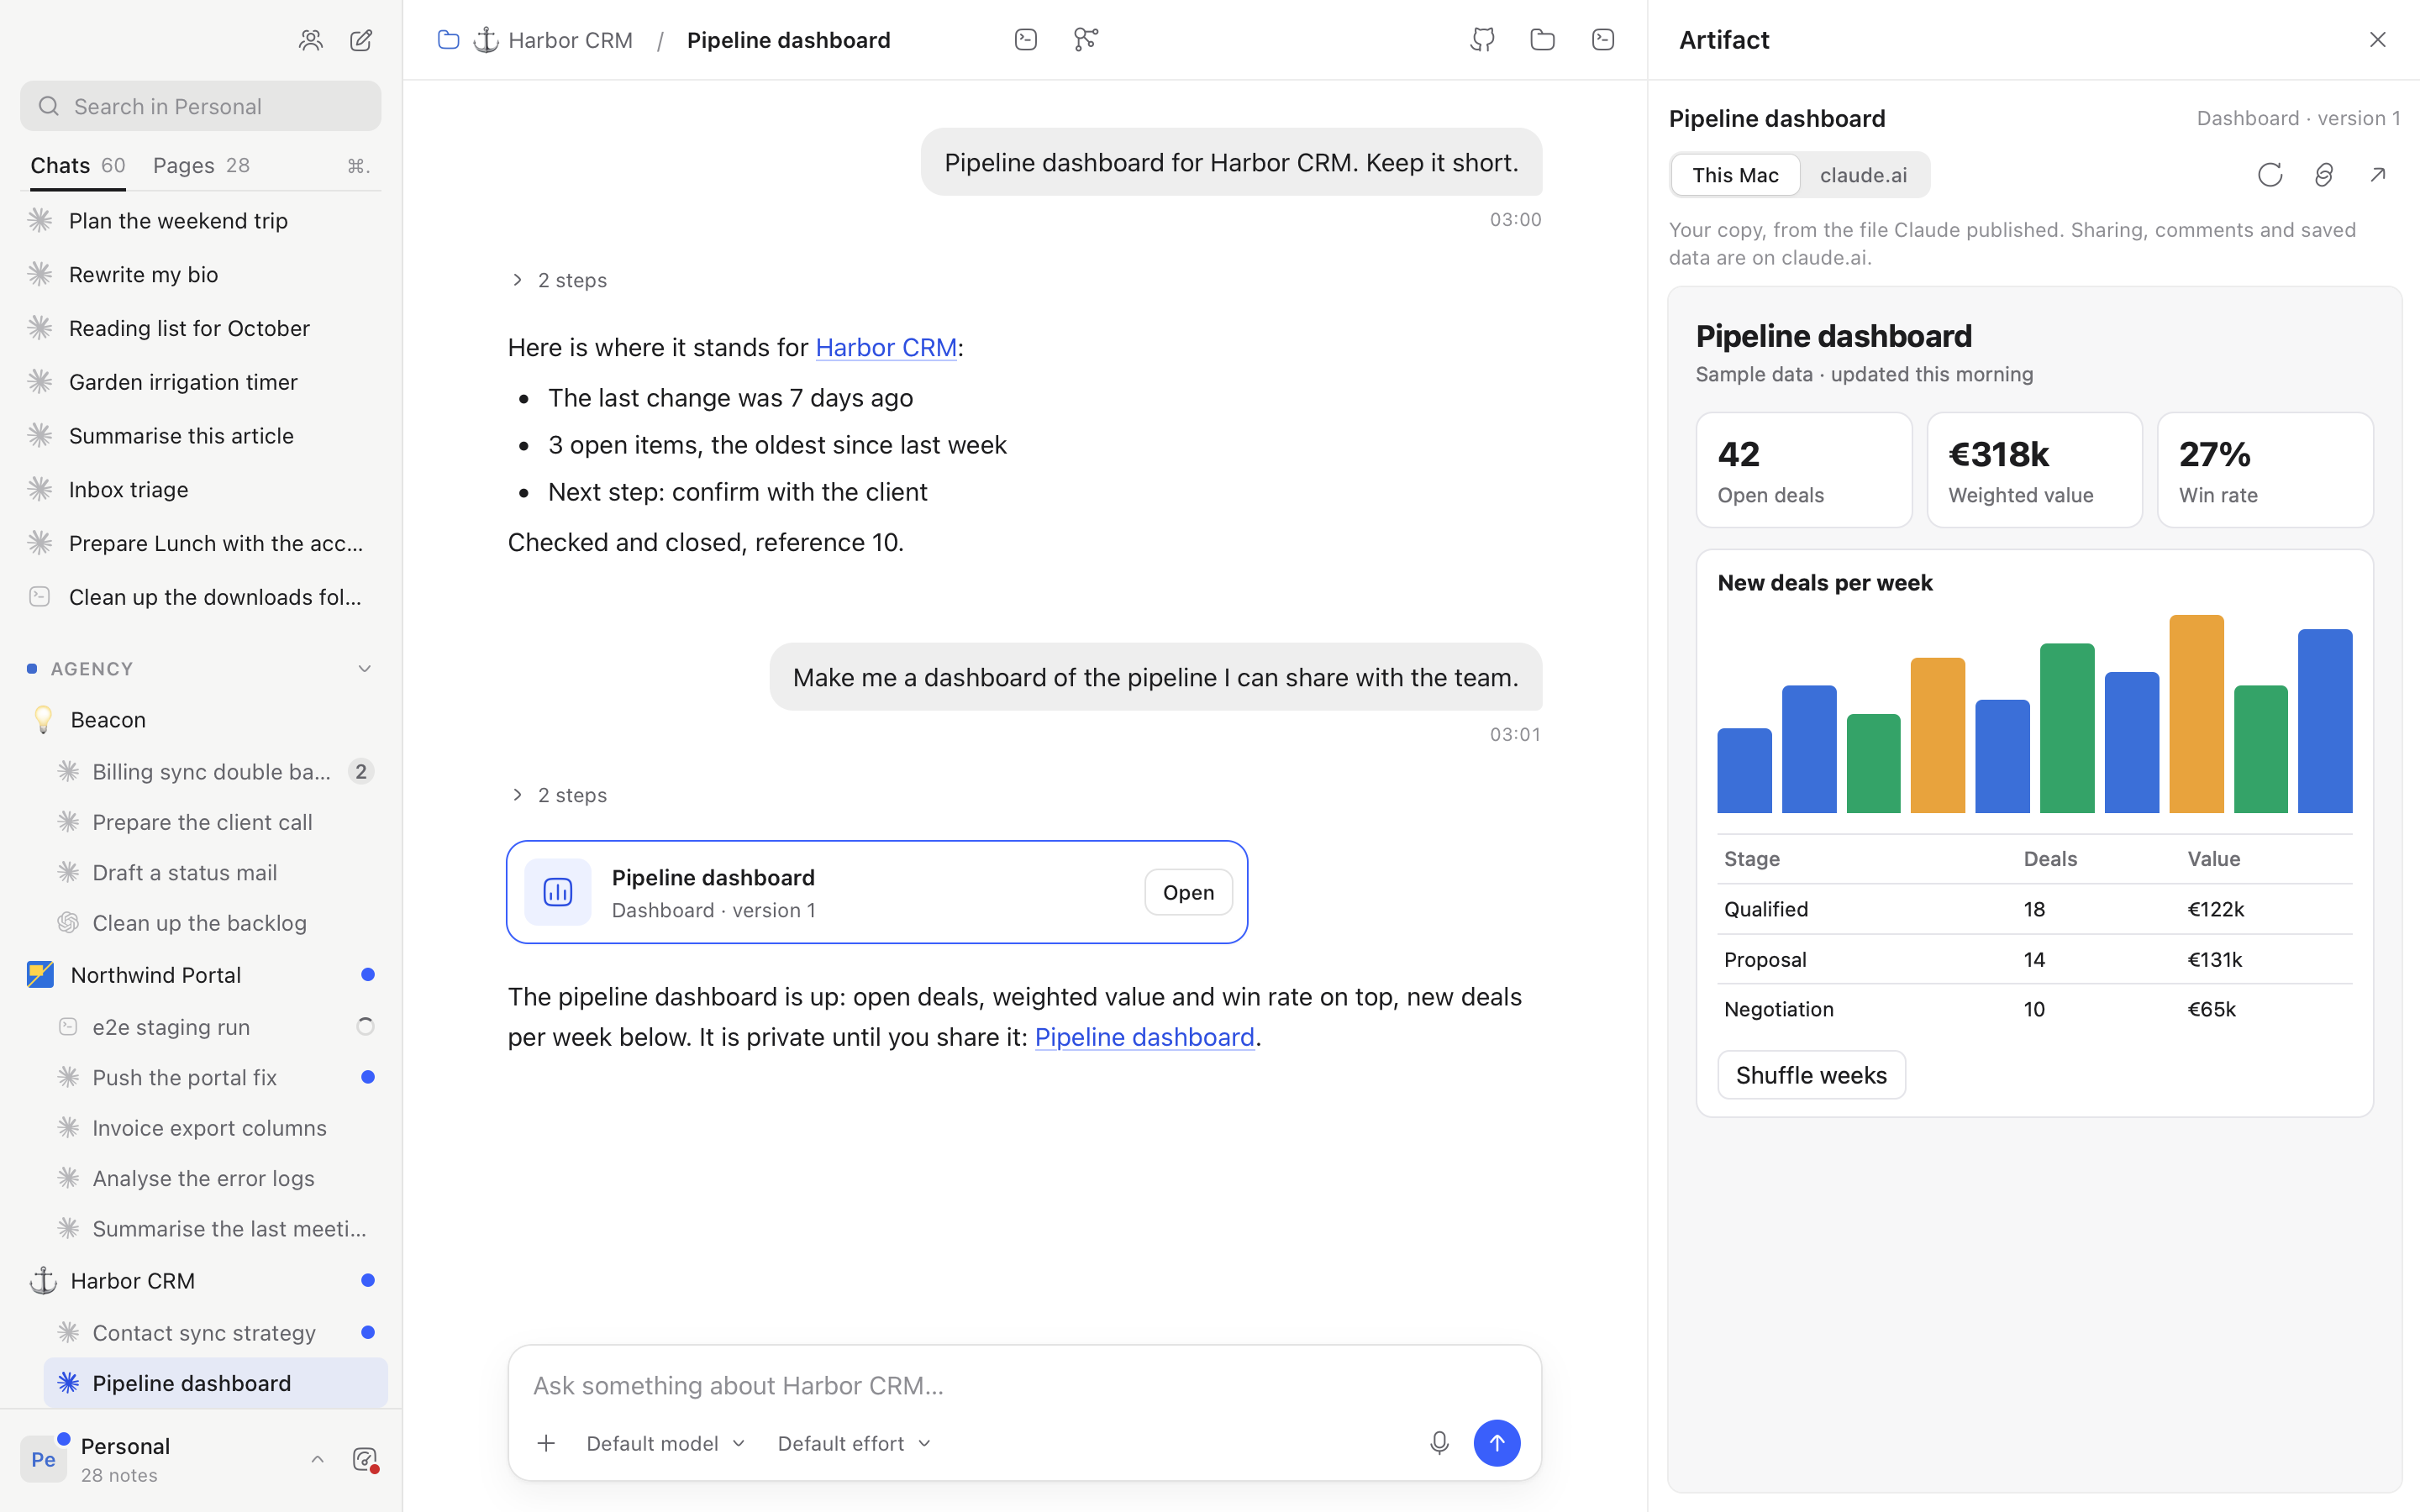 Search in Personal
Chats 60 Pages 28 ⌘.
Plan the weekend trip
Rewrite my bio
Reading list for October
Garden irrigation timer
Summarise this article
Inbox triage
Prepare Lunch with the acc...
Clean up the downloads fol...
AGENCY
Beacon
Billing sync double ba... 2
Prepare the client call
Draft a status mail
Clean up the backlog
Northwind Portal
e2e staging run
Push the portal fix
Invoice export columns
Analyse the error logs
Summarise the last meeti...
Harbor CRM
Contact sync strategy
Pipeline dashboard
Pe
Personal
28 notes
Harbor CRM / Pipeline dashboard
Pipeline dashboard for Harbor CRM. Keep it short.
03:00
2 steps
Here is where it stands for Harbor CRM:
• The last change was 7 days ago
• 3 open items, the oldest since last week
• Next step: confirm with the client
Checked and closed, reference 10.
Make me a dashboard of the pipeline I can share with the team.
03:01
2 steps
Pipeline dashboard
Dashboard · version 1
Open
The pipeline dashboard is up: open deals, weighted value and win rate on top, new deals
per week below. It is private until you share it: Pipeline dashboard.
Ask something about Harbor CRM...
Default model Default effort
Artifact
Pipeline dashboard Dashboard · version 1
This Mac claude.ai
Your copy, from the file Claude published. Sharing, comments and saved
data are on claude.ai.
Pipeline dashboard
Sample data · updated this morning
42 €318k 27%
Open deals Weighted value Win rate
New deals per week
Stage Deals Value
Qualified 18 €122k
Proposal 14 €131k
Negotiation 10 €65k
Shuffle weeks